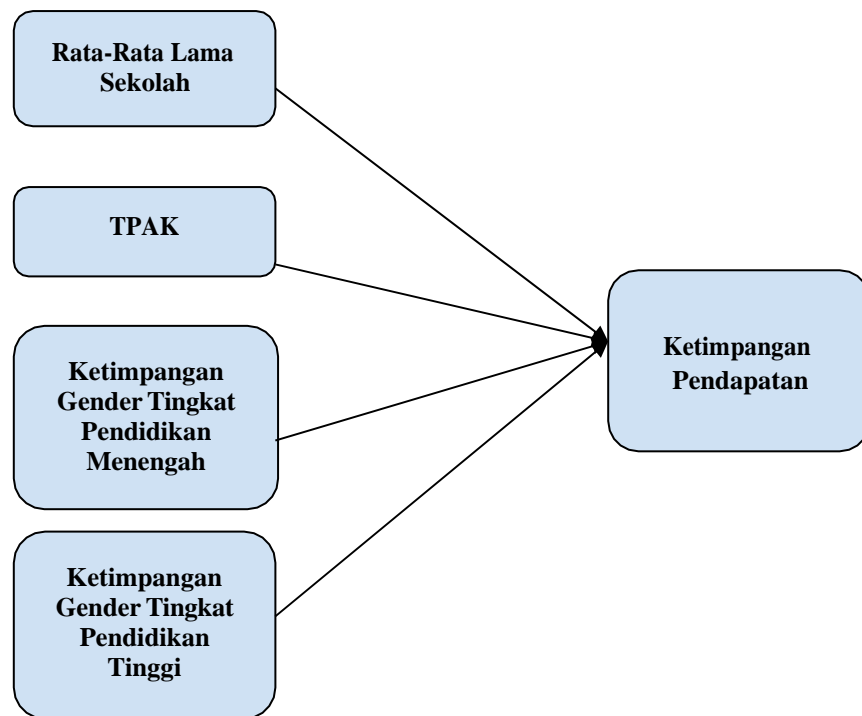 Rata-Rata Lama
Sekolah
TPAK
Ketimpangan
Gender Tingkat
Pendidikan
Menengah
Ketimpangan
Gender Tingkat
Pendidikan
Tinggi
Ketimpangan
Pendapatan